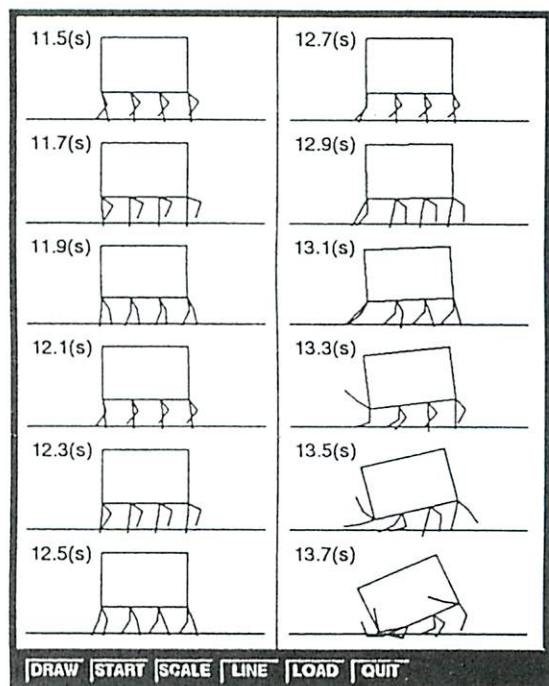 11.5(s)
11.7(s)
11.9(s)
12.1(s)
12.3(s)
12.5(s)
12.7(s)
12.9(s)
13.1(s)
13.3(s)
13.5(s)
13.7(s)
DRAW START SCALE LINE LOAD QUIT